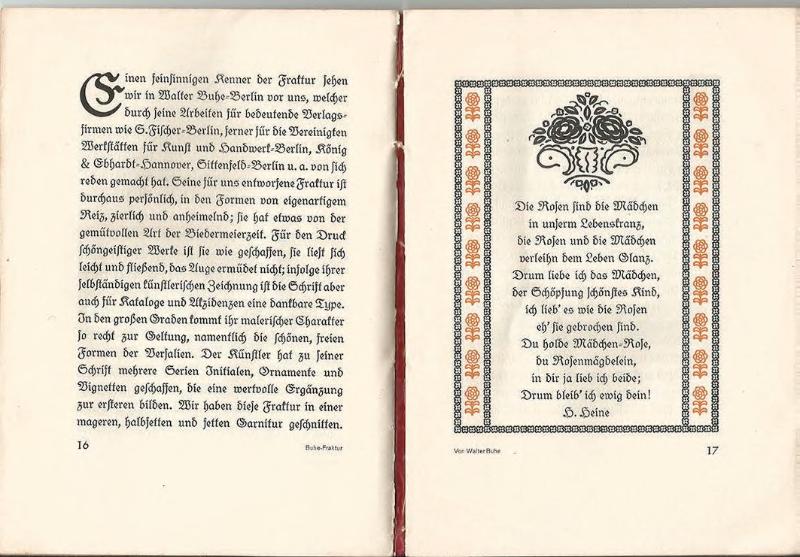 Einen feinsinnigen Kenner der Fraktur sehen
wir in Walter Buhe-Berlin vor uns, welcher
durch seine Arbeiten für bedeutende Verlags-
firmen wie S. Fischer-Berlin, ferner für die Vereinigten
Werkstätten für Kunst und Handwerk-Berlin, König
& Ebhardt-Hannover, Sittenfeld-Berlin u. a. von sich
reden gemacht hat. Seine für uns entworfene Fraktur ist
durchaus persönlich, in den Formen von eigenartigem
Reiz, zierlich und anheimelnd; sie hat etwas von der
gemütvollen Art der Biedermeierzeit. Für den Druck
schöngeistiger Werke ist sie wie geschaffen, sie liest sich
leicht und fließend, das Auge ermüdet nicht; infolge ihrer
selbständigen künstlerischen Zeichnung ist die Schrift aber
auch für Kataloge und Akzidenzen eine dankbare Type.
In den großen Graden kommt ihr malerischer Charakter
so recht zur Geltung, namentlich die schönen, freien
Formen der Versalien. Der Künstler hat zu seiner
Schrift mehrere Serien Initialen, Ornamente und
Vignetten geschaffen, die eine wertvolle Ergänzung
zur ersteren bilden. Wir haben diese Fraktur in einer
mageren, halbfetten und fetten Garnitur geschnitten.
16
Buhe-Fraktur
Die Rosen sind die Mädchen
in unserm Lebenskranz,
die Rosen und die Mädchen
verleihn dem Leben Glanz.
Drum liebe ich das Mädchen,
der Schöpfung schönstes Kind,
ich lieb' es wie die Rosen
eh' sie gebrochen sind.
Du holde Mädchen-Rose,
du Rosenmägdelein,
in dir ja lieb ich beide;
Drum bleib' ich ewig dein!
H. Heine
Von Walter Buhe
17